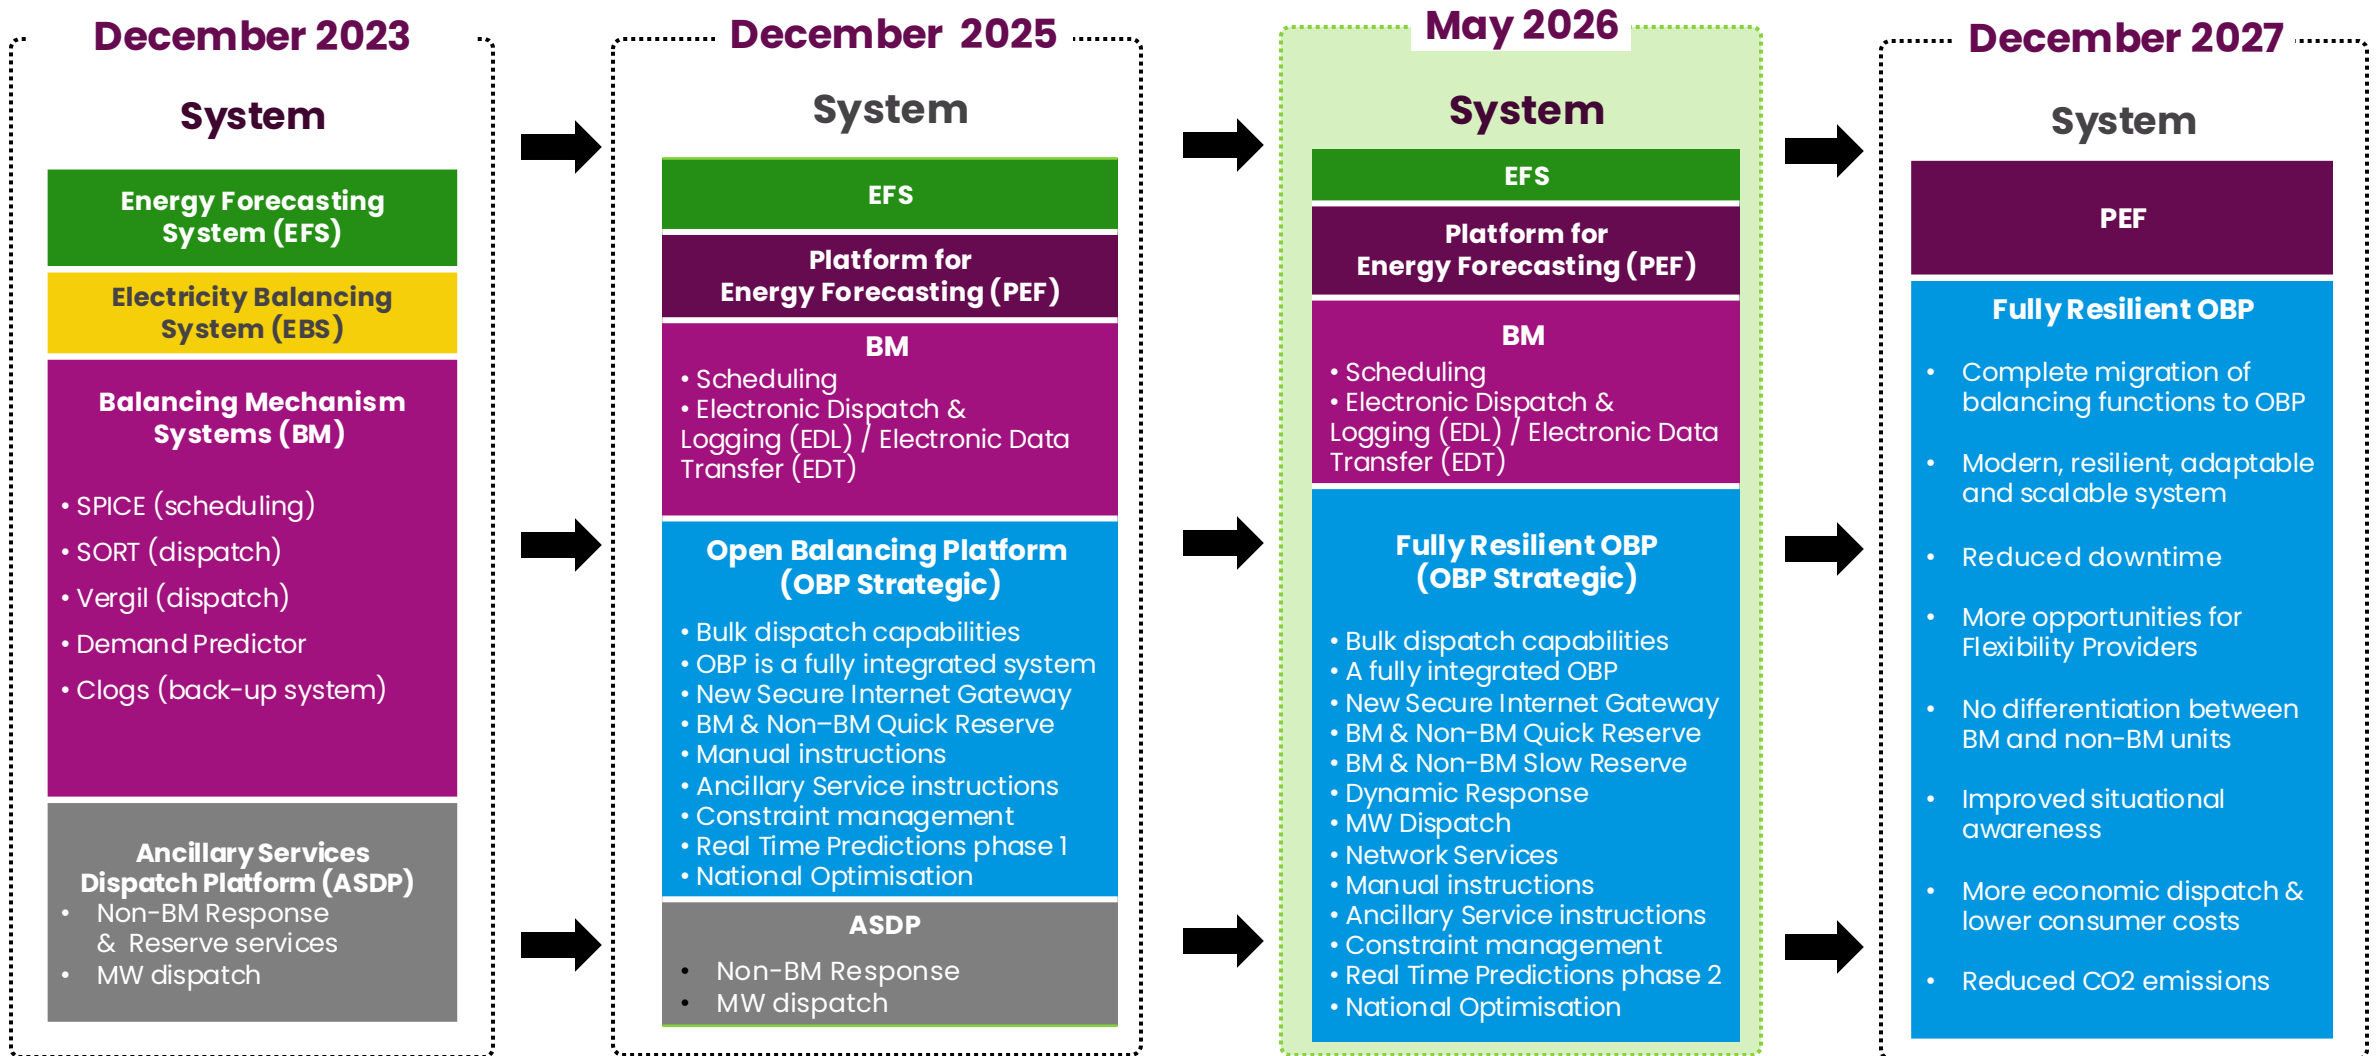 December 2023
System
Energy Forecasting
System (EFS)
Electricity Balancing
System (EBS)
Balancing Mechanism
Systems (BM)
• SPICE (scheduling)
• SORT (dispatch)
• Vergil (dispatch)
• Demand Predictor
• Clogs (back-up system)
Ancillary Services
Dispatch Platform (ASDP)
• Non-BM Response
& Reserve services
• MW dispatch
December 2025
System
EFS
Platform for
Energy Forecasting (PEF)
BM
• Scheduling
• Electronic Dispatch &
Logging (EDL) / Electronic Data
Transfer (EDT)
Open Balancing Platform
(OBP Strategic)
• Bulk dispatch capabilities
• OBP is a fully integrated system
• New Secure Internet Gateway
• BM & Non–BM Quick Reserve
• Manual instructions
• Ancillary Service instructions
• Constraint management
• Real Time Predictions phase 1
• National Optimisation
ASDP
• Non-BM Response
• MW dispatch
May 2026
System
EFS
Platform for
Energy Forecasting (PEF)
BM
• Scheduling
• Electronic Dispatch &
Logging (EDL) / Electronic Data
Transfer (EDT)
Fully Resilient OBP
(OBP Strategic)
• Bulk dispatch capabilities
• A fully integrated OBP
• New Secure Internet Gateway
• BM & Non-BM Quick Reserve
• BM & Non-BM Slow Reserve
• Dynamic Response
• MW Dispatch
• Network Services
• Manual instructions
• Ancillary Service instructions
• Constraint management
• Real Time Predictions phase 2
• National Optimisation
December 2027
System
PEF
Fully Resilient OBP
• Complete migration of
balancing functions to OBP
• Modern, resilient, adaptable
and scalable system
• Reduced downtime
• More opportunities for
Flexibility Providers
• No differentiation between
BM and non-BM units
• Improved situational
awareness
• More economic dispatch &
lower consumer costs
• Reduced CO2 emissions